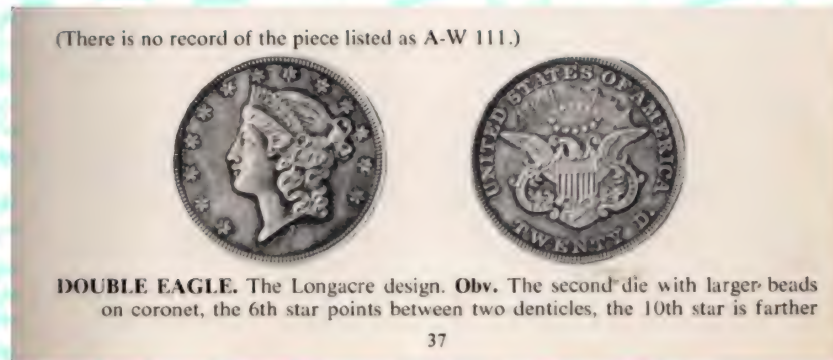 (There is no record of the piece listed as A-W 111.)
UNITED STATES OF AMERICA
TWENTY D.
DOUBLE EAGLE. The Longacre design. Obv. The second die with larger beads
on coronet, the 6th star points between two denticles, the 10th star is farther
37